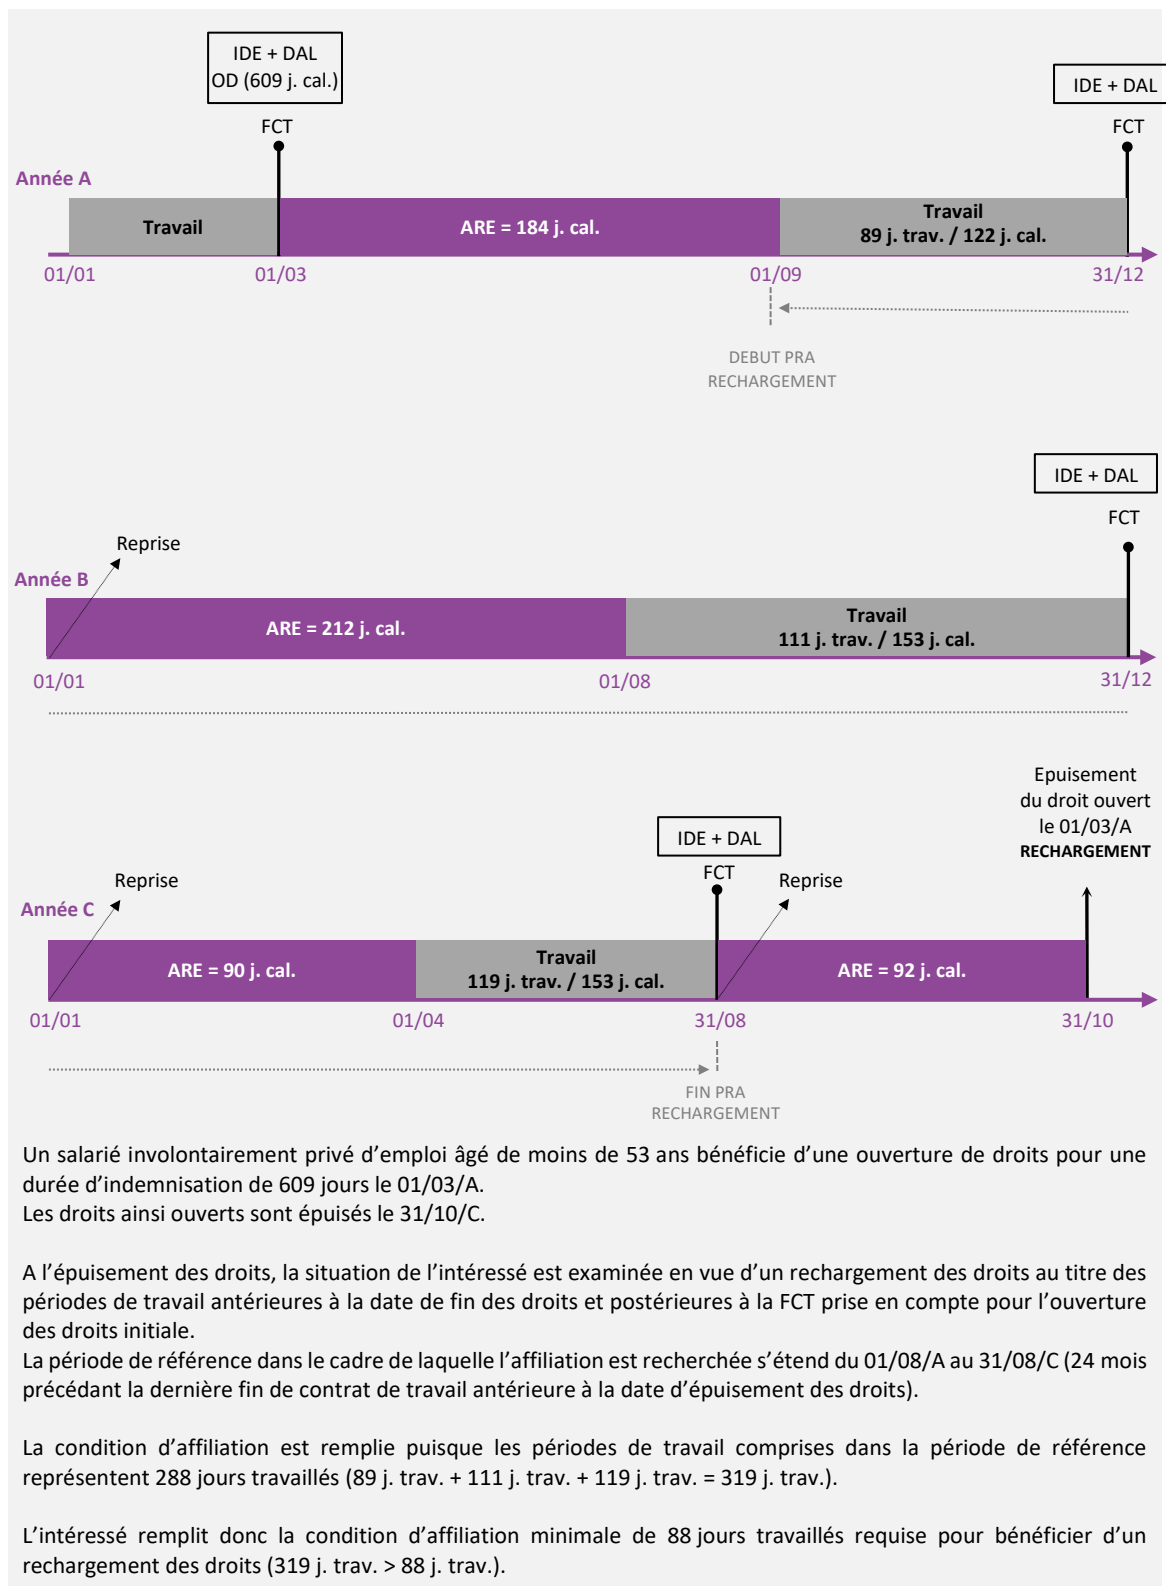 IDE + DAL
OD (609 j. cal.)
IDE + DAL
FCT
FCT
Année A
Travail
ARE = 184 j. cal.
Travail
89 j. trav. / 122 j. cal.
01/01
01/03
01/09
31/12
DEBUT PRA
RECHARGEMENT
IDE + DAL
FCT
Reprise
Année B
ARE = 212 j. cal.
Travail
111 j. trav. / 153 j. cal.
01/01
01/08
31/12
Epuisement
du droit ouvert
le 01/03/A
RECHARGEMENT
IDE + DAL
FCT
Reprise
Reprise
Année C
ARE = 90 j. cal.
Travail
119 j. trav. / 153 j. cal.
ARE = 92 j. cal.
01/01
01/04
31/08
31/10
FIN PRA
RECHARGEMENT
Un salarié involontairement privé d’emploi âgé de moins de 53 ans bénéficie d’une ouverture de droits pour une
durée d’indemnisation de 609 jours le 01/03/A.
Les droits ainsi ouverts sont épuisés le 31/10/C.
A l’épuisement des droits, la situation de l’intéressé est examinée en vue d’un rechargement des droits au titre des
périodes de travail antérieures à la date de fin des droits et postérieures à la FCT prise en compte pour l’ouverture
des droits initiale.
La période de référence dans le cadre de laquelle l’affiliation est recherchée s’étend du 01/08/A au 31/08/C (24 mois
précédant la dernière fin de contrat de travail antérieure à la date d’épuisement des droits).
La condition d’affiliation est remplie puisque les périodes de travail comprises dans la période de référence
représentent 288 jours travaillés (89 j. trav. + 111 j. trav. + 119 j. trav. = 319 j. trav.).
L’intéressé remplit donc la condition d’affiliation minimale de 88 jours travaillés requise pour bénéficier d’un
rechargement des droits (319 j. trav. > 88 j. trav.).